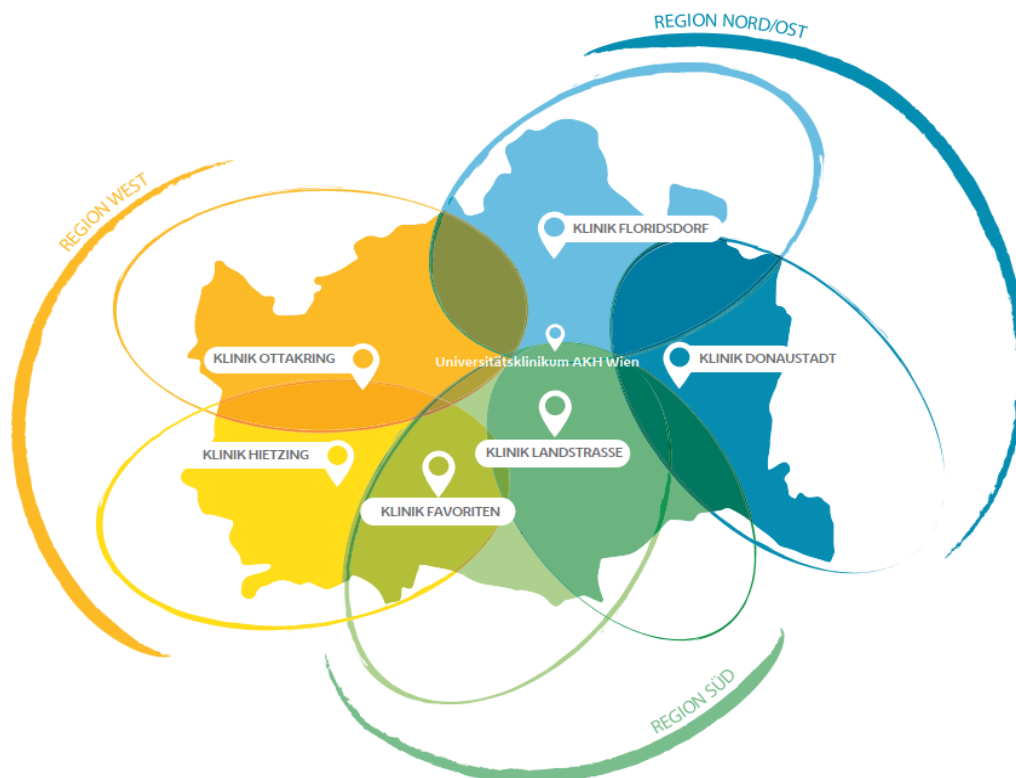 REGION NORD/OST
REGION WEST
KLINIK FLORIDSDORF
KLINIK OTTAKRING
Universitätsklinikum AKH Wien
KLINIK DONAUSTADT
KLINIK HIETZING
KLINIK LANDSTRASSE
KLINIK FAVORITEN
REGION SÜD